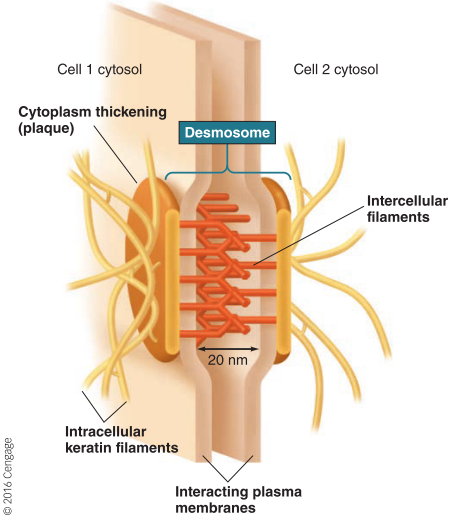 Cell 1 cytosol
Cell 2 cytosol
Cytoplasm thickening
(plaque)
Desmosome
Intercellular
filaments
20 nm
Intracellular
keratin filaments
Interacting plasma
membranes
© 2016 Cengage